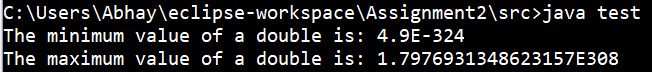 C:\Users\Abhay\eclipse-workspace\Assignment2\src>java test
The minimum value of a double is: 4.9E-324
The maximum value of a double is: 1.7976931348623157E308